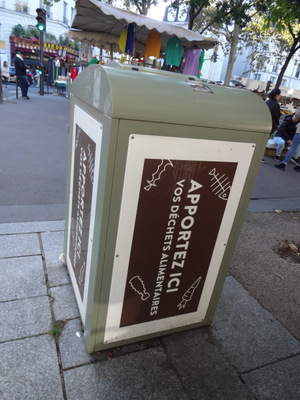 APPORTEZ ICI
VOS DÉCHETS ALIMENTAIRES